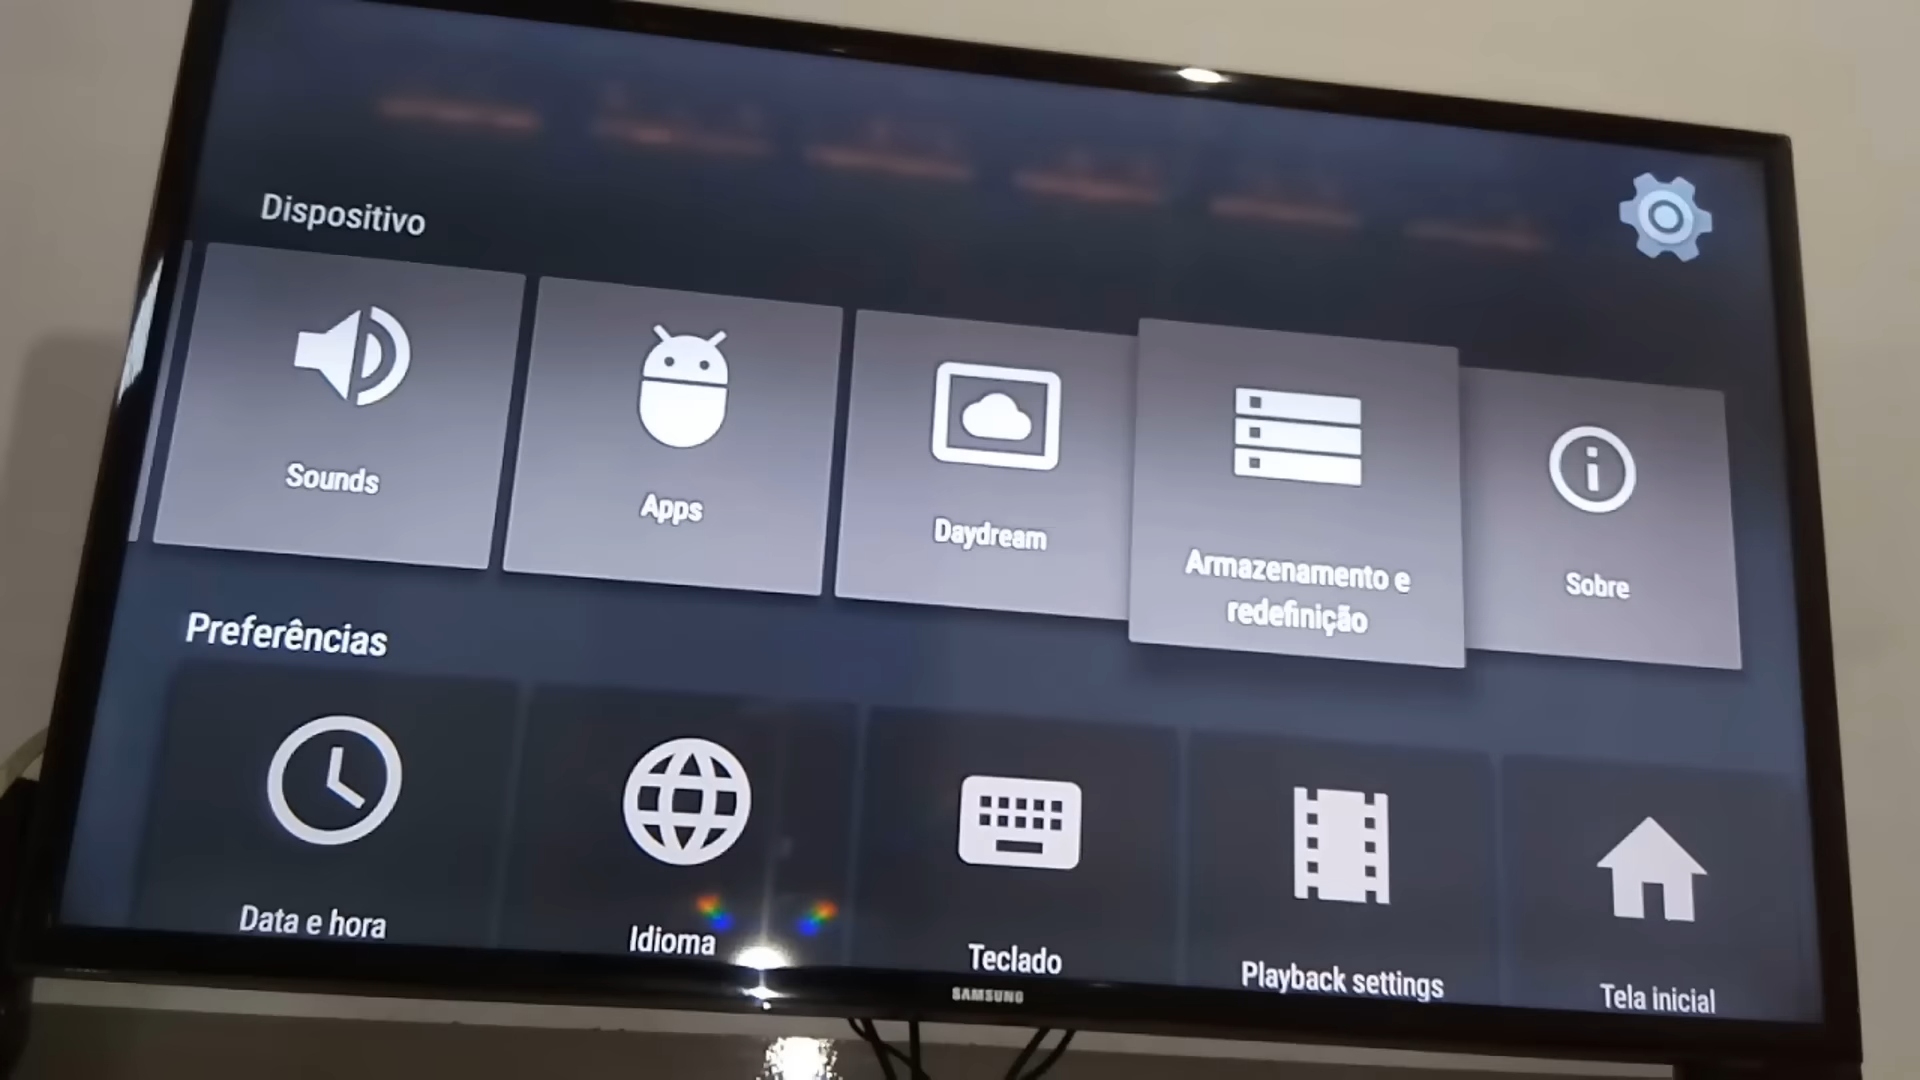 Dispositivo
Sounds
Apps
Daydream
Armazenamento e
redefinição
Sobre
Preferências
Data e hora
Idioma
Teclado
Playback settings
Tela inicial
SAMSUNG